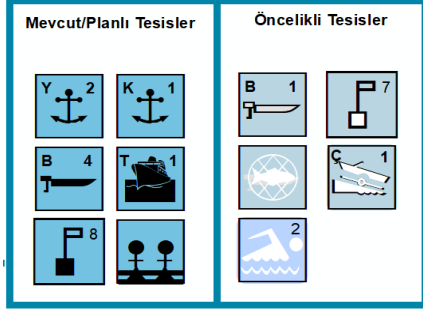 Mevcut/Planlı Tesisler
Öncelikli Tesisler
Y 2
K 1
B 4
T 1
8
B 1
7
Ç 1
2